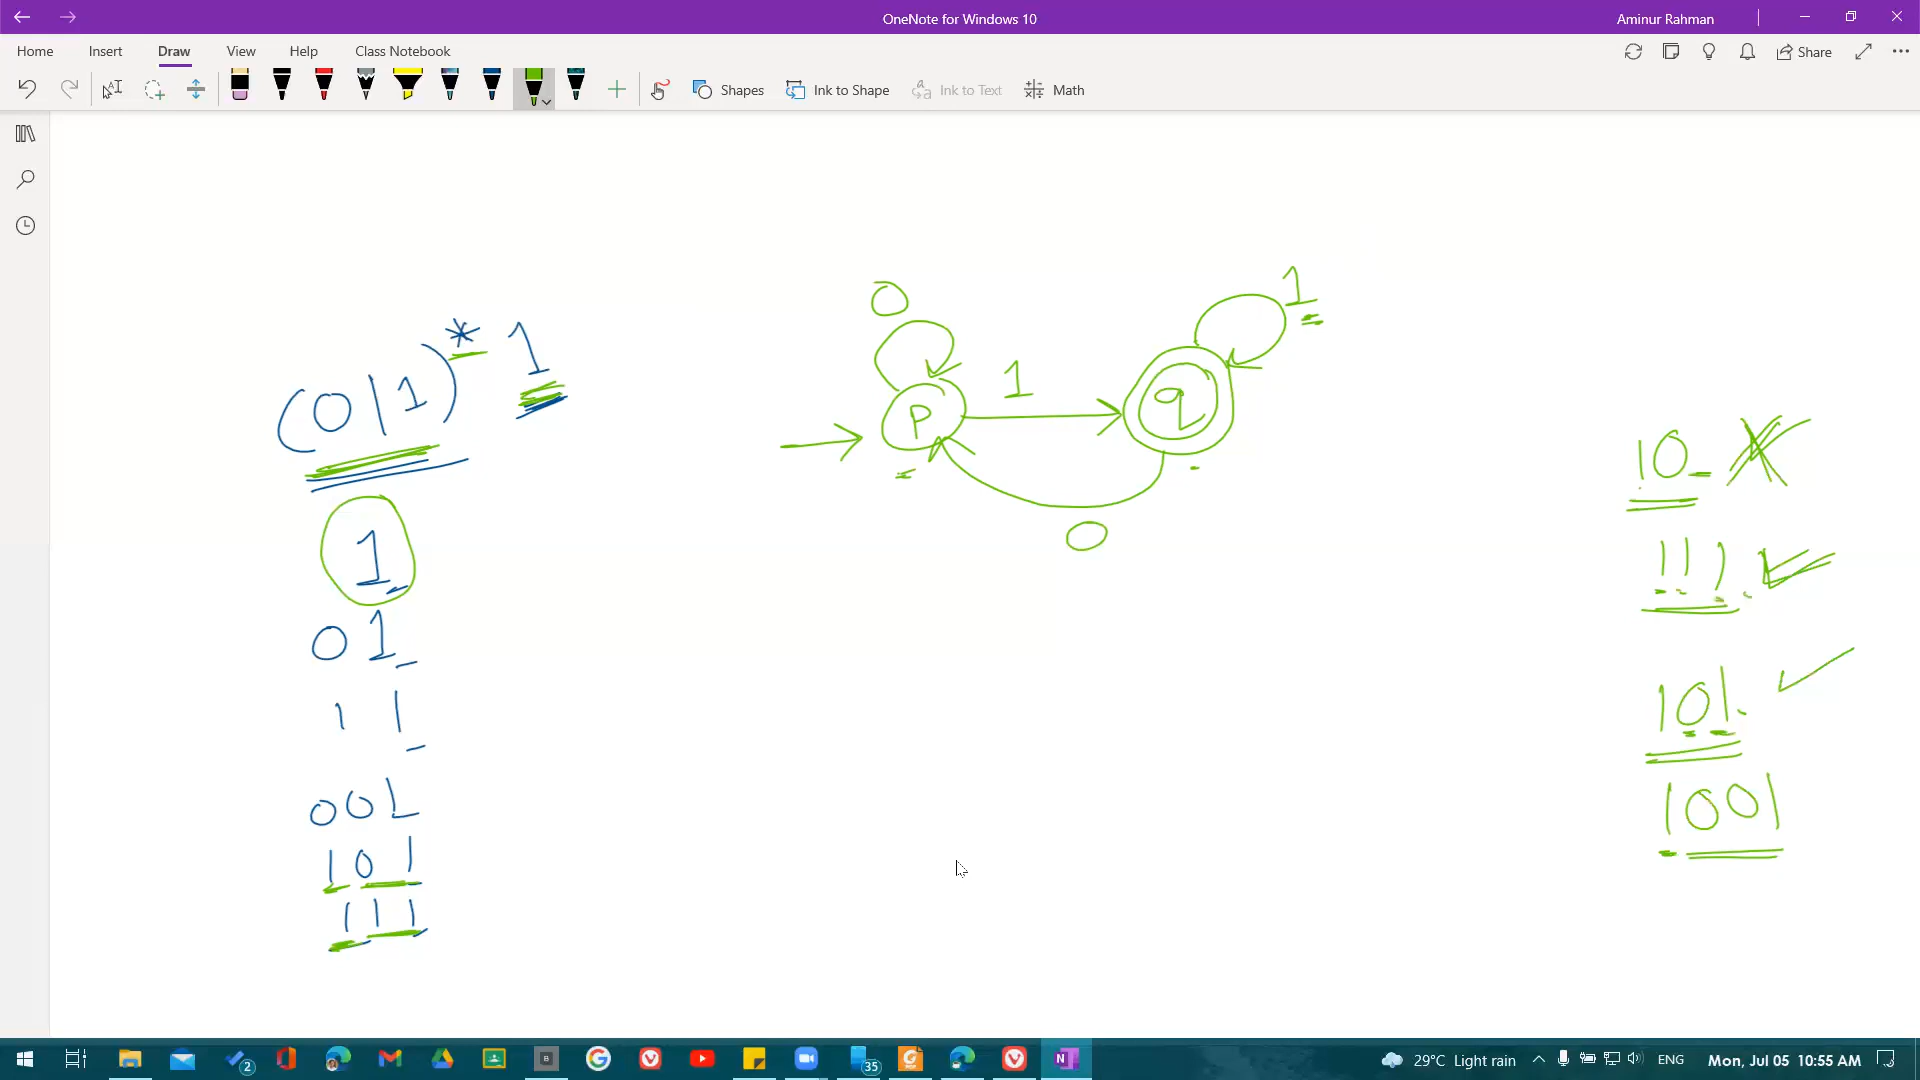 OneNote for Windows 10
Aminur Rahman
Home Insert Draw View Help Class Notebook
Share
Shapes Ink to Shape Ink to Text Math
(0|1)* 1
1
01
11
001
101
111
0
1
1
p
q
0
10
111
101
1001
2
35
29°C Light rain
ENG
Mon, Jul 05 10:55 AM